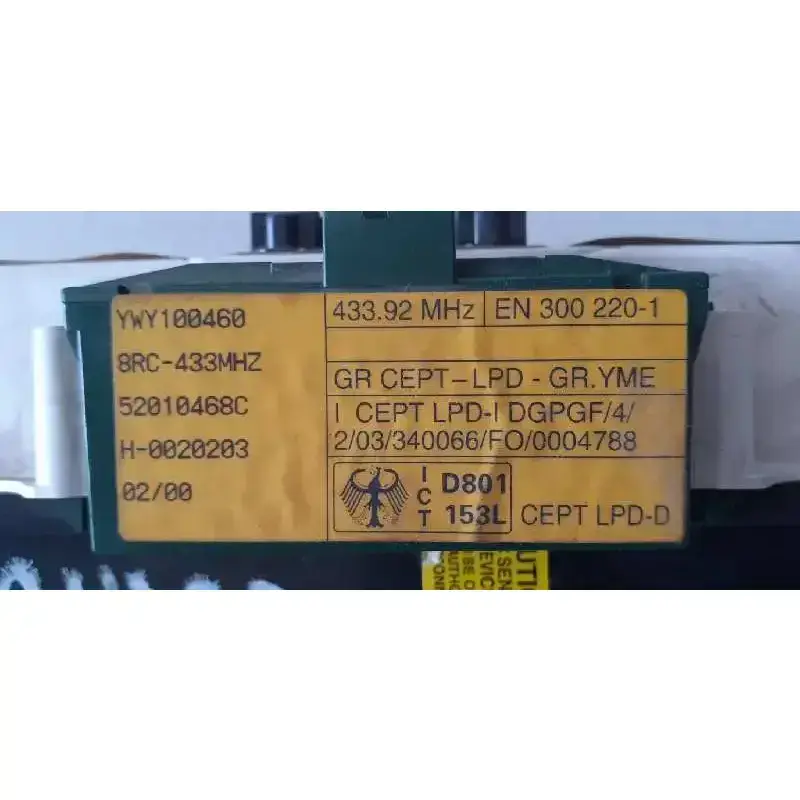 YWY100460
8RC-433MHZ
52010468C
H-0020203
02/00
433.92 MHz
EN 300 220-1
GR CEPT-LPD - GR.YME
I CEPT LPD-I DGPGF/4/
2/03/340066/FO/0004788
ICT
D801
153L
CEPT LPD-D